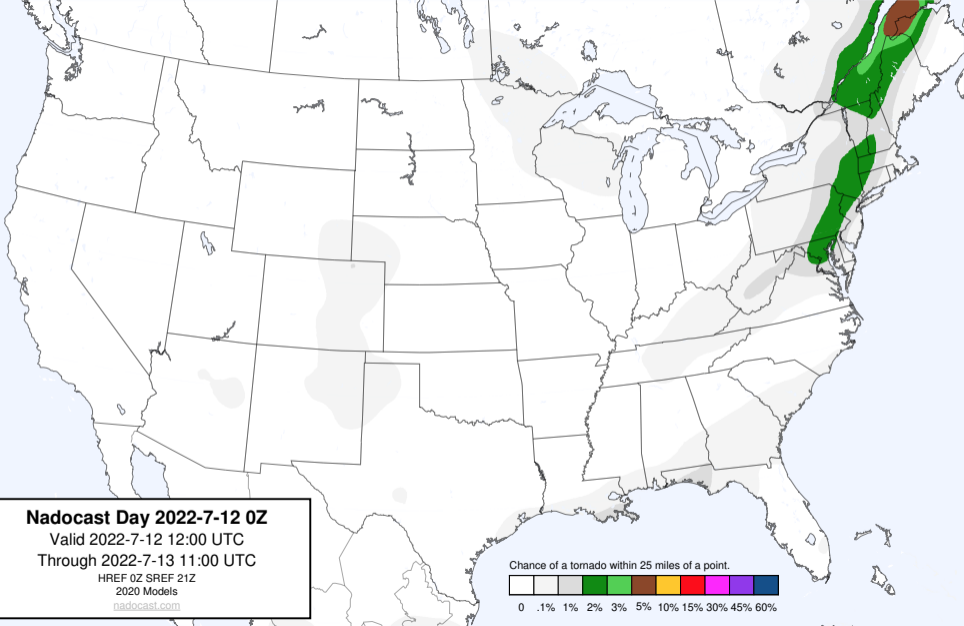 Nadocast Day 2022-7-12 0Z
Valid 2022-7-12 12:00 UTC
Through 2022-7-13 11:00 UTC
HREF 0Z SREF 21Z
2020 Models
nadocast.com
Chance of a tornado within 25 miles of a point.
0 .1% 1% 2% 3% 5% 10% 15% 30% 45% 60%